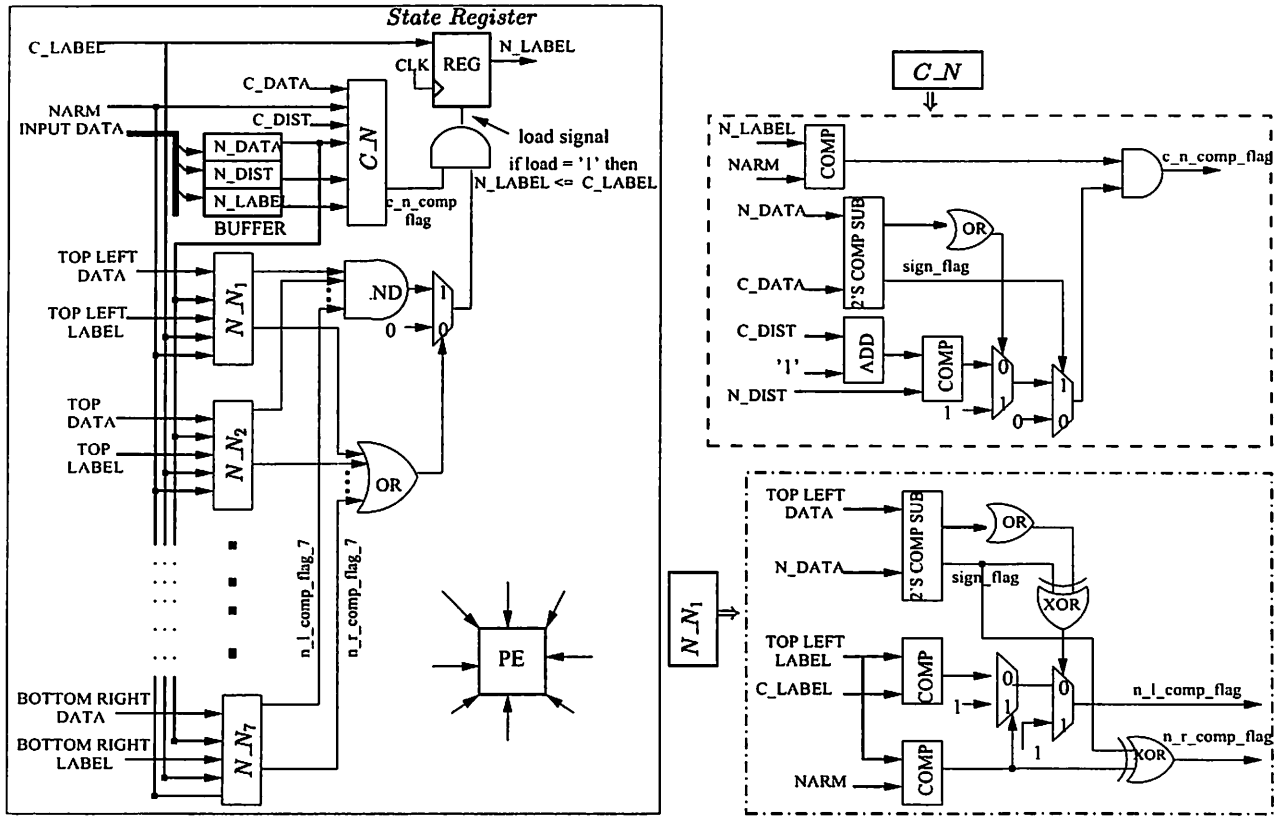 State Register
C_LABEL
N_LABEL
CLK
REG
C_DATA
NARM
INPUT DATA
C_DIST
C_N
load signal
if load = '1' then
N_LABEL <= C_LABEL
N_DATA
N_DIST
N_LABEL
BUFFER
c_n_comp
flag
TOP LEFT
DATA
TOP LEFT
LABEL
N_N1
.ND
1
0
0
TOP
DATA
TOP
LABEL
N_N2
OR
n_l_comp_flag_7
n_r_comp_flag_7
PE
BOTTOM RIGHT
DATA
BOTTOM RIGHT
LABEL
N_N7
C_N
N_LABEL
NARM
COMP
c_n_comp_flag
N_DATA
C_DATA
2'S COMP SUB
OR
sign_flag
C_DIST
'1'
ADD
N_DIST
COMP
0
1
1
1
0
0
N_N1
TOP LEFT
DATA
N_DATA
2'S COMP SUB
OR
sign_flag
XOR
TOP LEFT
LABEL
C_LABEL
COMP
0
1
1
0
1
1
n_l_comp_flag
n_r_comp_flag
NARM
COMP
XOR